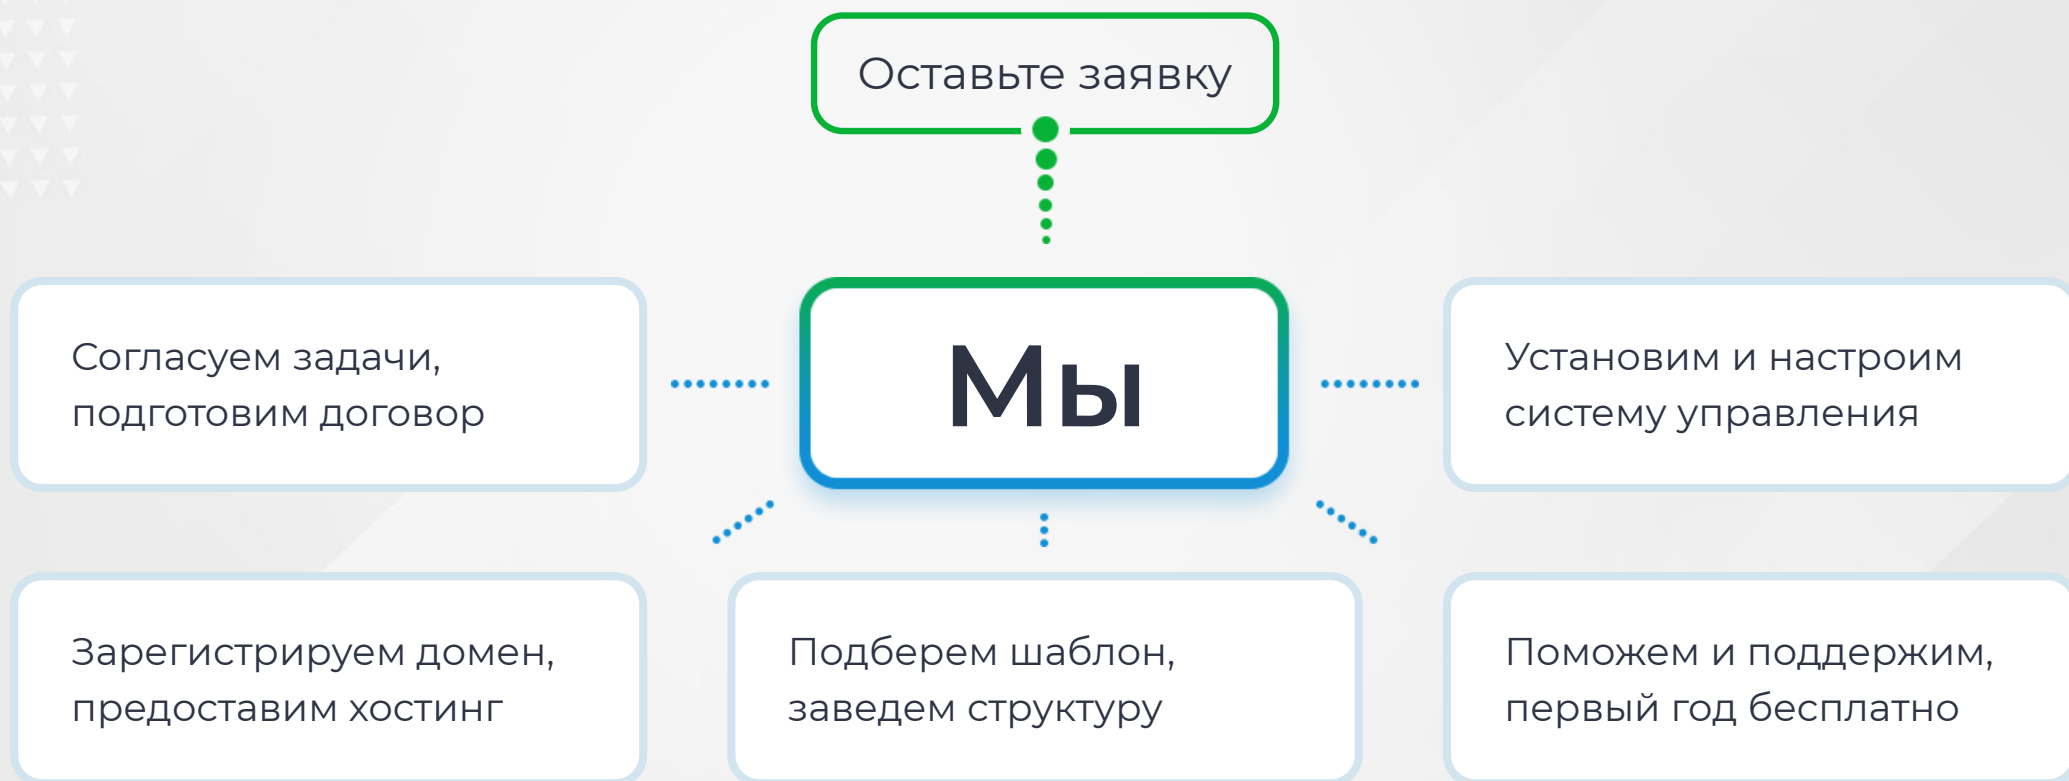 Оставьте заявку
Согласуем задачи,
подготовим договор
Мы
Установим и настроим
систему управления
Зарегистрируем домен,
предоставим хостинг
Подберем шаблон,
заведем структуру
Поможем и поддержим,
первый год бесплатно